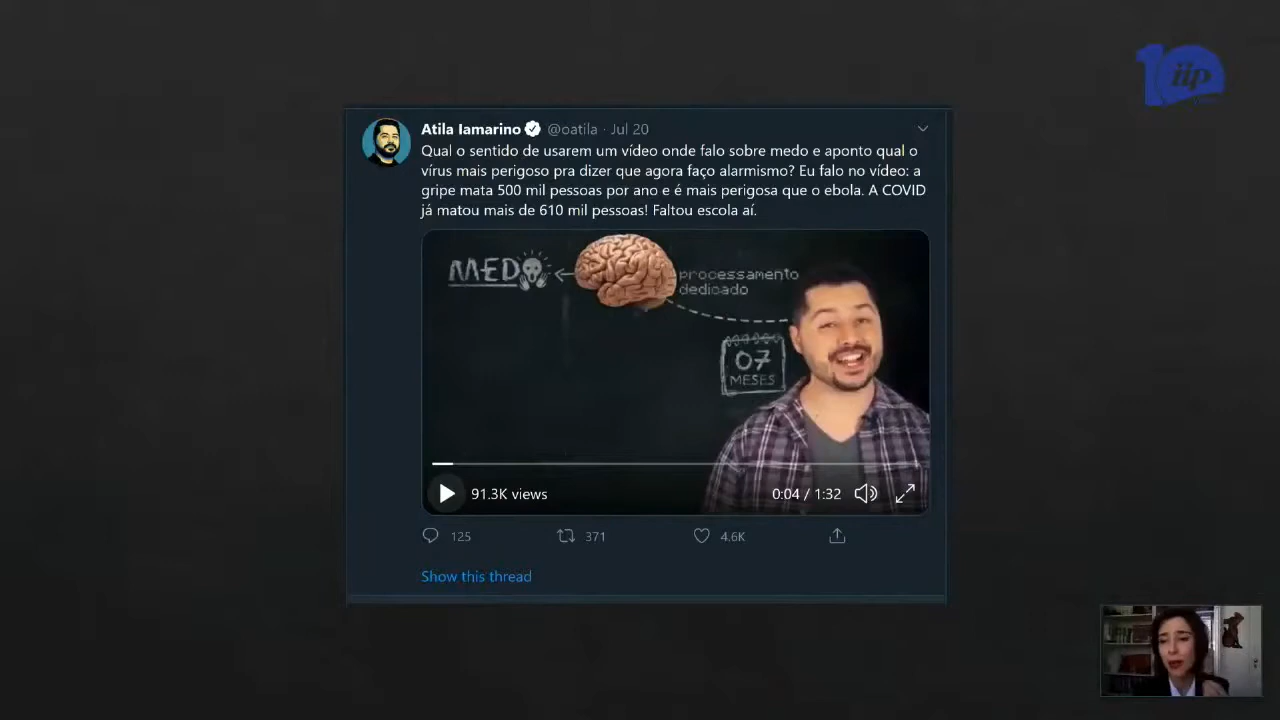 10 iip
Atila Iamarino @oatila · Jul 20
Qual o sentido de usarem um vídeo onde falo sobre medo e aponto qual o
vírus mais perigoso pra dizer que agora faço alarmismo? Eu falo no vídeo: a
gripe mata 500 mil pessoas por ano e é mais perigosa que o ebola. A COVID
já matou mais de 610 mil pessoas! Faltou escola aí.
MEDO
processamento
dedicado
07
MESES
91.3K views
0:04 / 1:32
125
371
4.6K
Show this thread